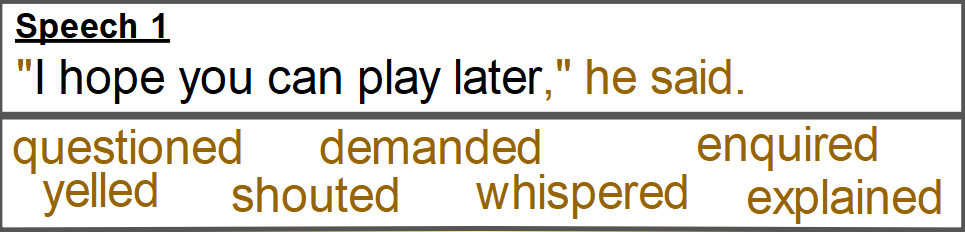 Speech 1
"I hope you can play later," he said.
questioned demanded enquired
yelled shouted whispered explained